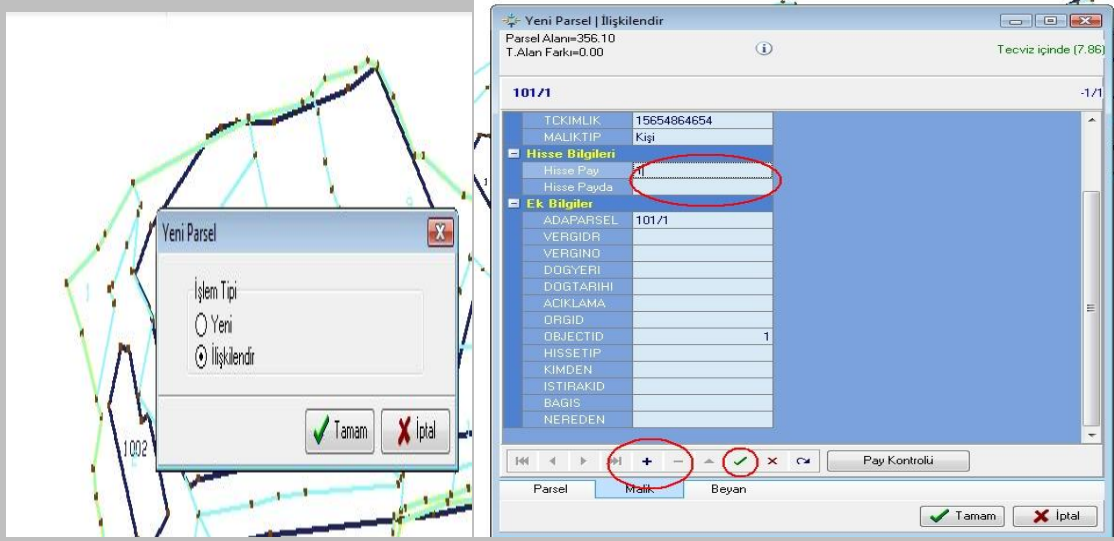 1002
Yeni Parsel
İşlem Tipi
Yeni
İlişkilendir
Tamam
İptal
Yeni Parsel | İlişkilendir
Parsel Alanı=356.10
T.Alan Farkı=0.00
Tecviz içinde (7.86)
101/1
-1/1
TCKIMLIK 15654864654
MALIKTIP Kişi
Hisse Bilgileri
Hisse Pay 1
Hisse Payda
Ek Bilgiler
ADAPARSEL 101/1
VERGIDR
VERGINO
DOGYERI
DOGTARIHI
ACIKLAMA
ORGID
OBJECTID 1
HISSETIP
KIMDEN
ISTIRAKID
BAGIS
NEREDEN
Pay Kontrolü
Parsel Malik Beyan
Tamam İptal